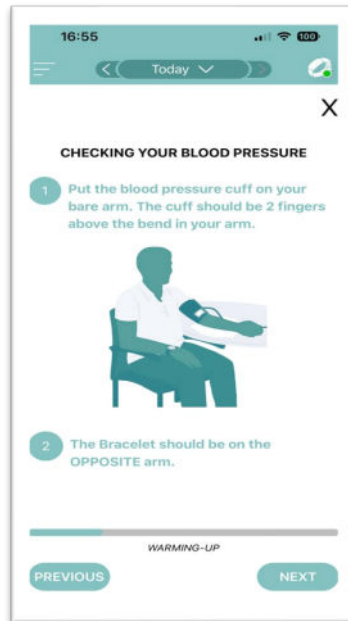 16:55
100
Today
X
CHECKING YOUR BLOOD PRESSURE
1 Put the blood pressure cuff on your
bare arm. The cuff should be 2 fingers
above the bend in your arm.
2 The Bracelet should be on the
OPPOSITE arm.
WARMING-UP
PREVIOUS
NEXT